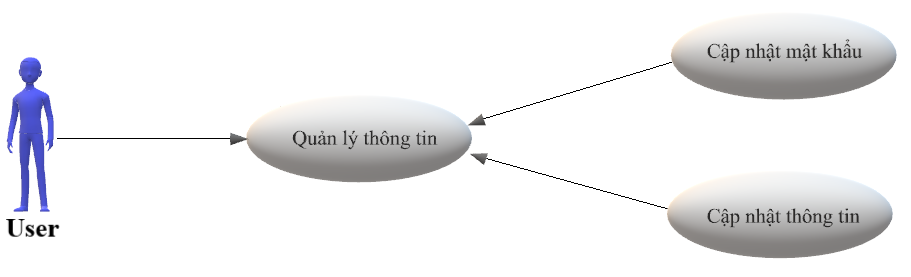 Cập nhật mật khẩu
Quản lý thông tin
Cập nhật thông tin
User